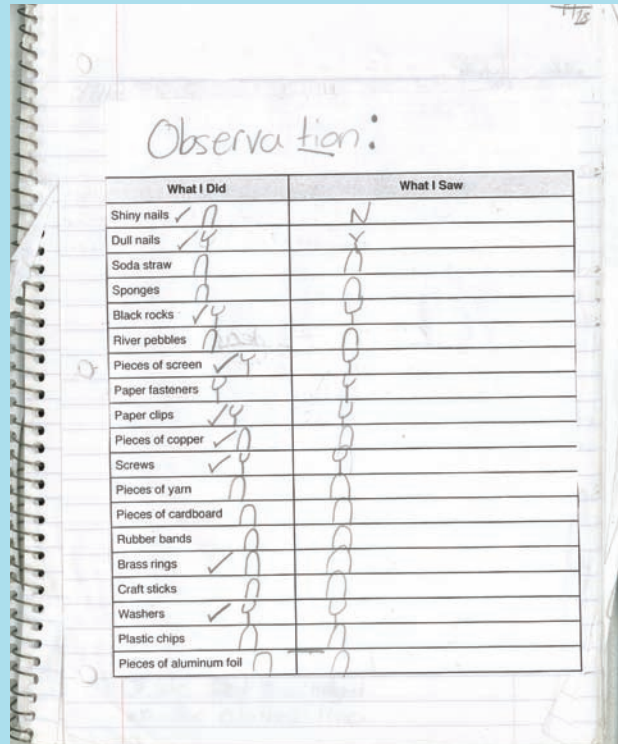 Observation:
What I Did What I Saw
Shiny nails ✓ n N
Dull nails ✓ y Y
Soda straw n n
Sponges n n
Black rocks ✓ y y
River pebbles n n
Pieces of screen ✓ y y
Paper fasteners y y
Paper clips ✓ y y
Pieces of copper ✓ n n
Screws ✓ y y
Pieces of yarn n n
Pieces of cardboard n n
Rubber bands n n
Brass rings ✓ n n
Craft sticks n n
Washers ✓ y y
Plastic chips n n
Pieces of aluminum foil n n